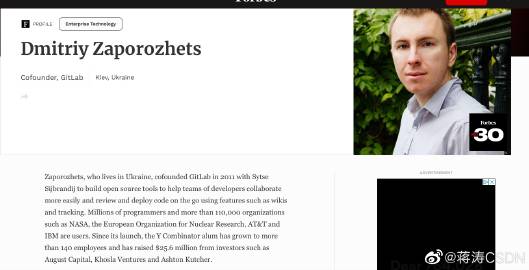 Forbes
F PROFILE Enterprise Technology
Dmitriy Zaporozhets
Cofounder, GitLab Kiev, Ukraine
Forbes
30
Zaporozhets, who lives in Ukraine, cofounded GitLab in 2011 with Sytse
Sijbrandij to build open source tools to help teams of developers collaborate
more easily and review and deploy code on the go using features such as wikis
and tracking. Millions of programmers and more than 110,000 organizations
such as NASA, the European Organization for Nuclear Research, AT&T and
IBM are users. Since its launch, the Y Combinator alum has grown to more
than 140 employees and has raised $25.6 million from investors such as
August Capital, Khosla Ventures and Ashton Kutcher.
ADVERTISEMENT
@蒋涛CSDN